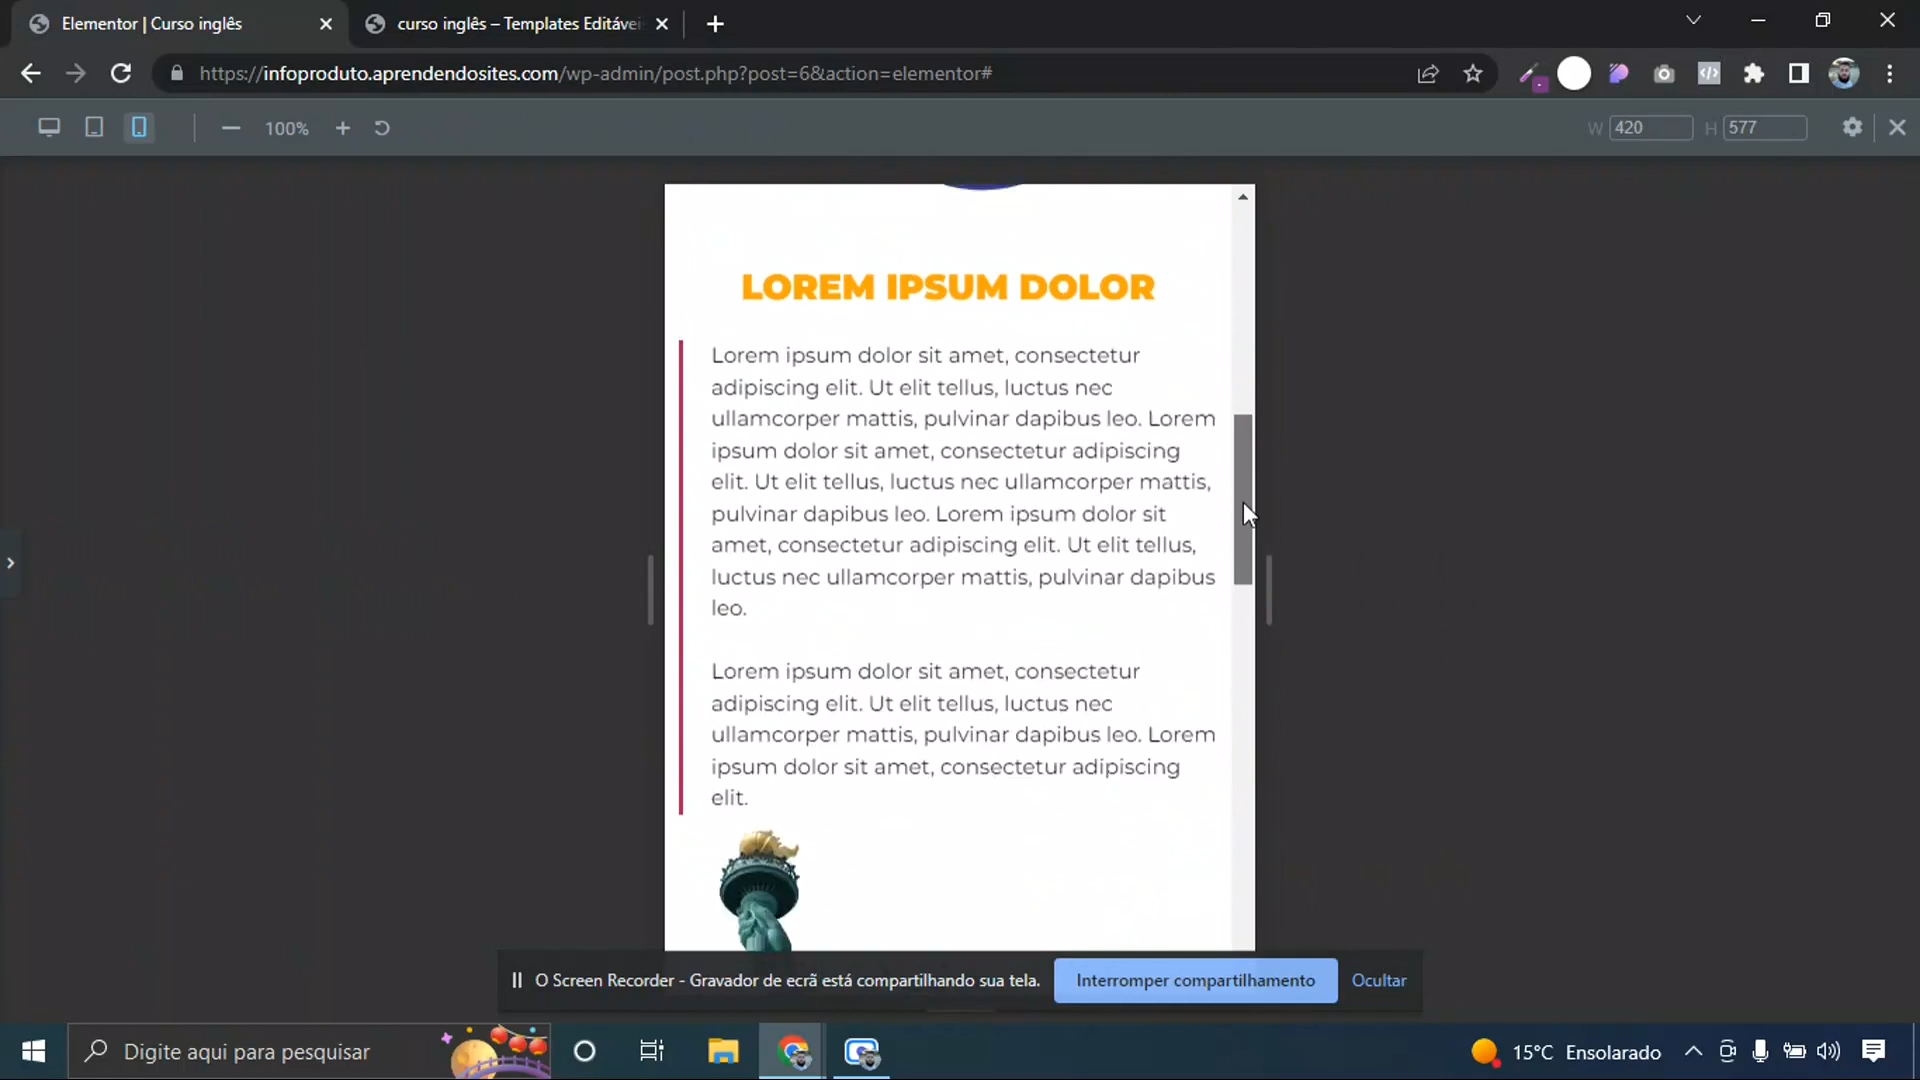 Elementor | Curso inglês
curso inglês – Templates Editávei
https://infoproduto.aprendendosites.com/wp-admin/post.php?post=6&action=elementor#
100%
W 420 H 577
LOREM IPSUM DOLOR
Lorem ipsum dolor sit amet, consectetur
adipiscing elit. Ut elit tellus, luctus nec
ullamcorper mattis, pulvinar dapibus leo. Lorem
ipsum dolor sit amet, consectetur adipiscing
elit. Ut elit tellus, luctus nec ullamcorper mattis,
pulvinar dapibus leo. Lorem ipsum dolor sit
amet, consectetur adipiscing elit. Ut elit tellus,
luctus nec ullamcorper mattis, pulvinar dapibus
leo.
Lorem ipsum dolor sit amet, consectetur
adipiscing elit. Ut elit tellus, luctus nec
ullamcorper mattis, pulvinar dapibus leo. Lorem
ipsum dolor sit amet, consectetur adipiscing
elit.
O Screen Recorder - Gravador de ecrã está compartilhando sua tela.
Interromper compartilhamento
Ocultar
Digite aqui para pesquisar
15°C Ensolarado